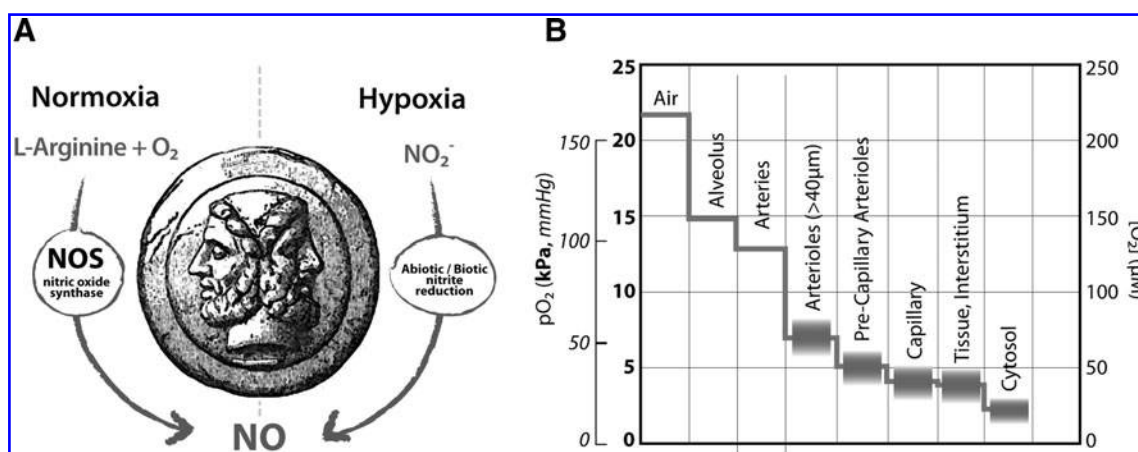 A
Normoxia
Hypoxia
L-Arginine + O₂
NO₂⁻
NOS
nitric oxide
synthase
Abiotic / Biotic
nitrite
reduction
NO
B
pO₂ (kPa, mmHg)
150
100
50
0
25
20
15
10
5
0
Air
Alveolus
Arteries
Arterioles (>40μm)
Pre-Capillary Arterioles
Capillary
Tissue, Interstitium
Cytosol
250
200
150
100
50
0
[O₂] (μM)